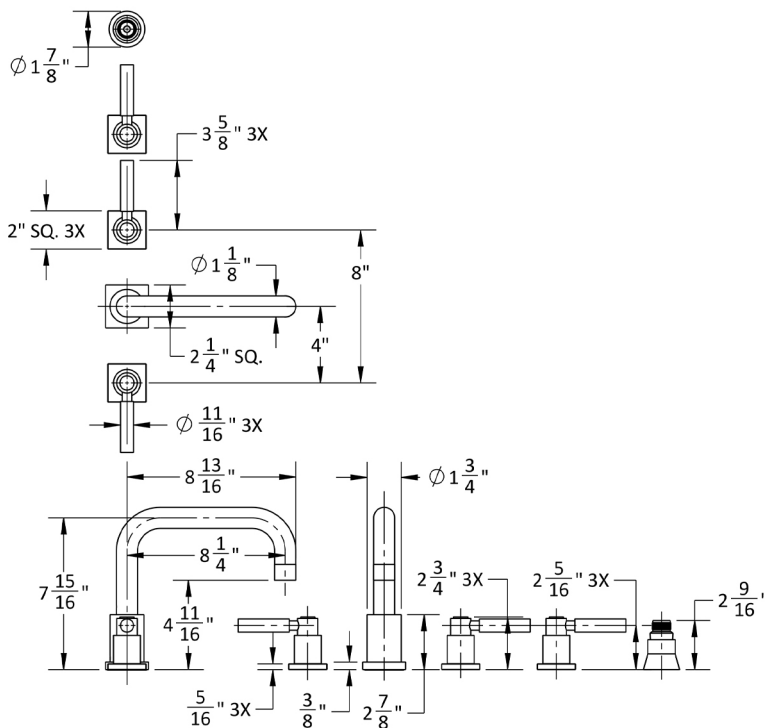 Ø 1 7/8"
3 5/8" 3X
2" SQ. 3X
Ø 1 1/8"
8"
4"
2 1/4" SQ.
Ø 11/16" 3X
8 13/16"
Ø 1 3/4"
8 1/4"
7 15/16"
2 3/4" 3X
2 5/16" 3X
2 9/16"
4 11/16"
5/16" 3X
3/8"
2 7/8"